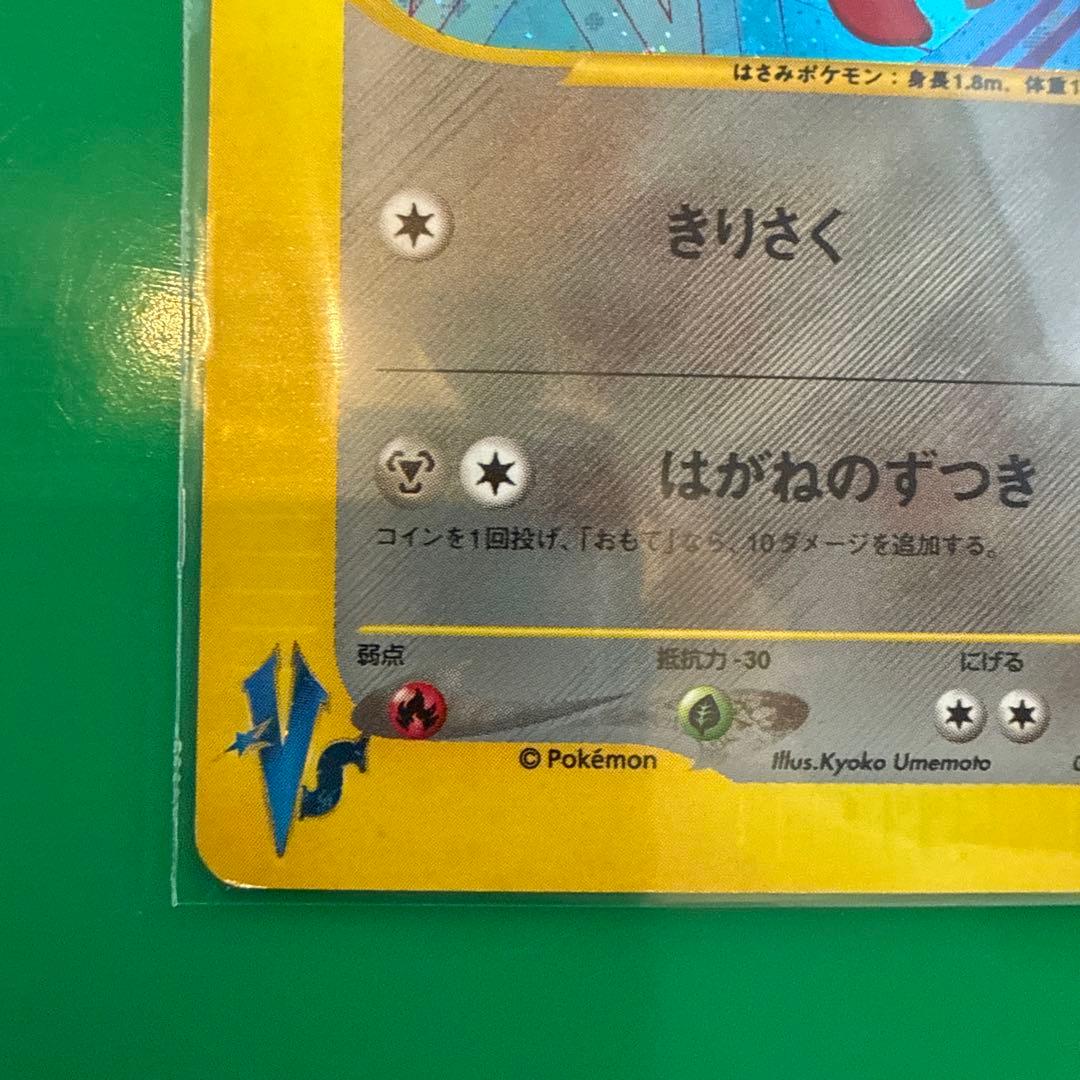 はさみポケモン：身長1.8m．体重1
きりさく
はがねのずつき
コインを1回投げ、「おもて」なら、10ダメージを追加する。
弱点
抵抗力 -30
にげる
VS
© Pokémon
Illus.Kyoko Umemoto